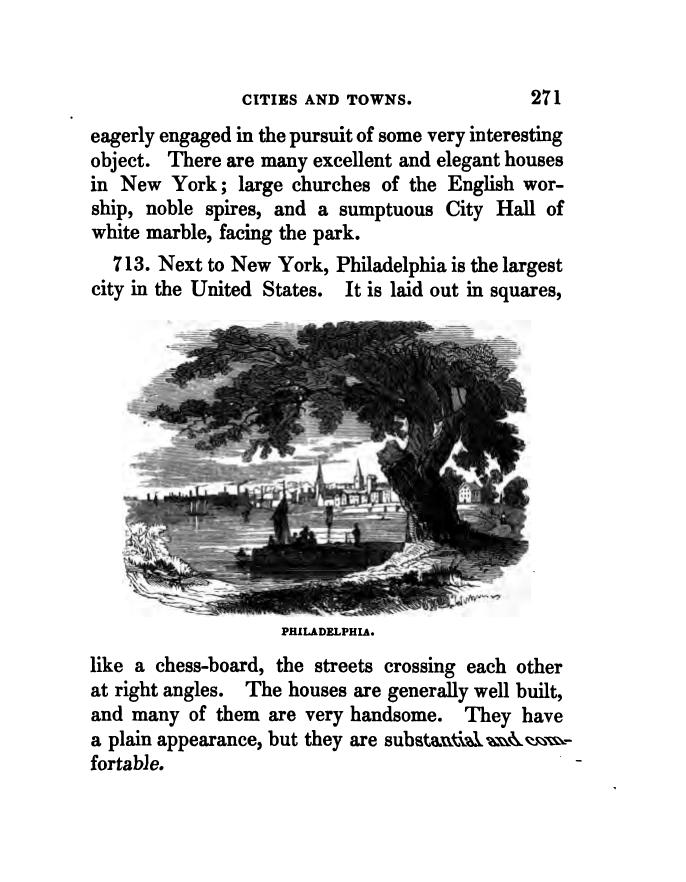 CITIES AND TOWNS. 271
eagerly engaged in the pursuit of some very interesting
object. There are many excellent and elegant houses
in New York; large churches of the English wor-
ship, noble spires, and a sumptuous City Hall of
white marble, facing the park.
713. Next to New York, Philadelphia is the largest
city in the United States. It is laid out in squares,
PHILADELPHIA.
like a chess-board, the streets crossing each other
at right angles. The houses are generally well built,
and many of them are very handsome. They have
a plain appearance, but they are substantial and com-
fortable.